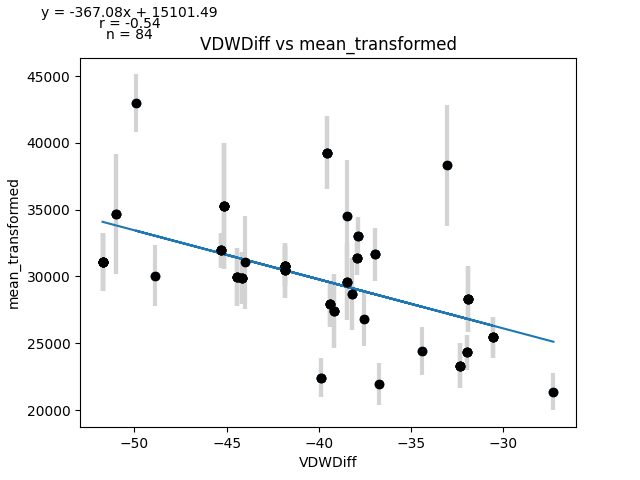 y = -367.08x + 15101.49
r = -0.54
n = 84
VDWDiff vs mean_transformed
45000
40000
35000
30000
25000
20000
mean_transformed
−50 −45 −40 −35 −30
VDWDiff